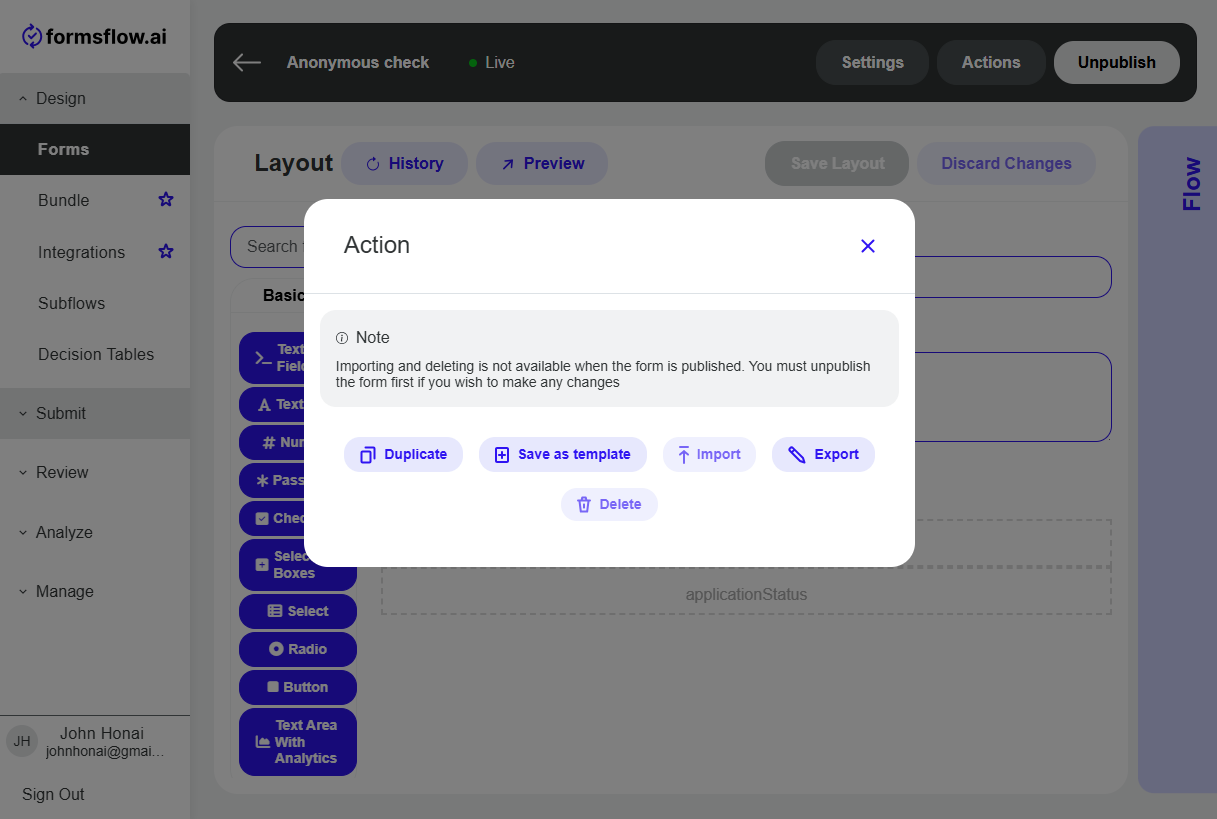 formsflow.ai
Design
Forms
Bundle
Integrations
Subflows
Decision Tables
Submit
Review
Analyze
Manage
JH
John Honai
johnhonai@gmai...
Sign Out
Anonymous check
Live
Settings
Actions
Unpublish
Layout
History
Preview
Save Layout
Discard Changes
Flow
Search
Basic
Text
Field
Text
Num
Pass
Chec
Select
Boxes
Select
Radio
Button
Text Area
With
Analytics
Action
Note
Importing and deleting is not available when the form is published. You must unpublish
the form first if you wish to make any changes
Duplicate
Save as template
Import
Export
Delete
applicationStatus